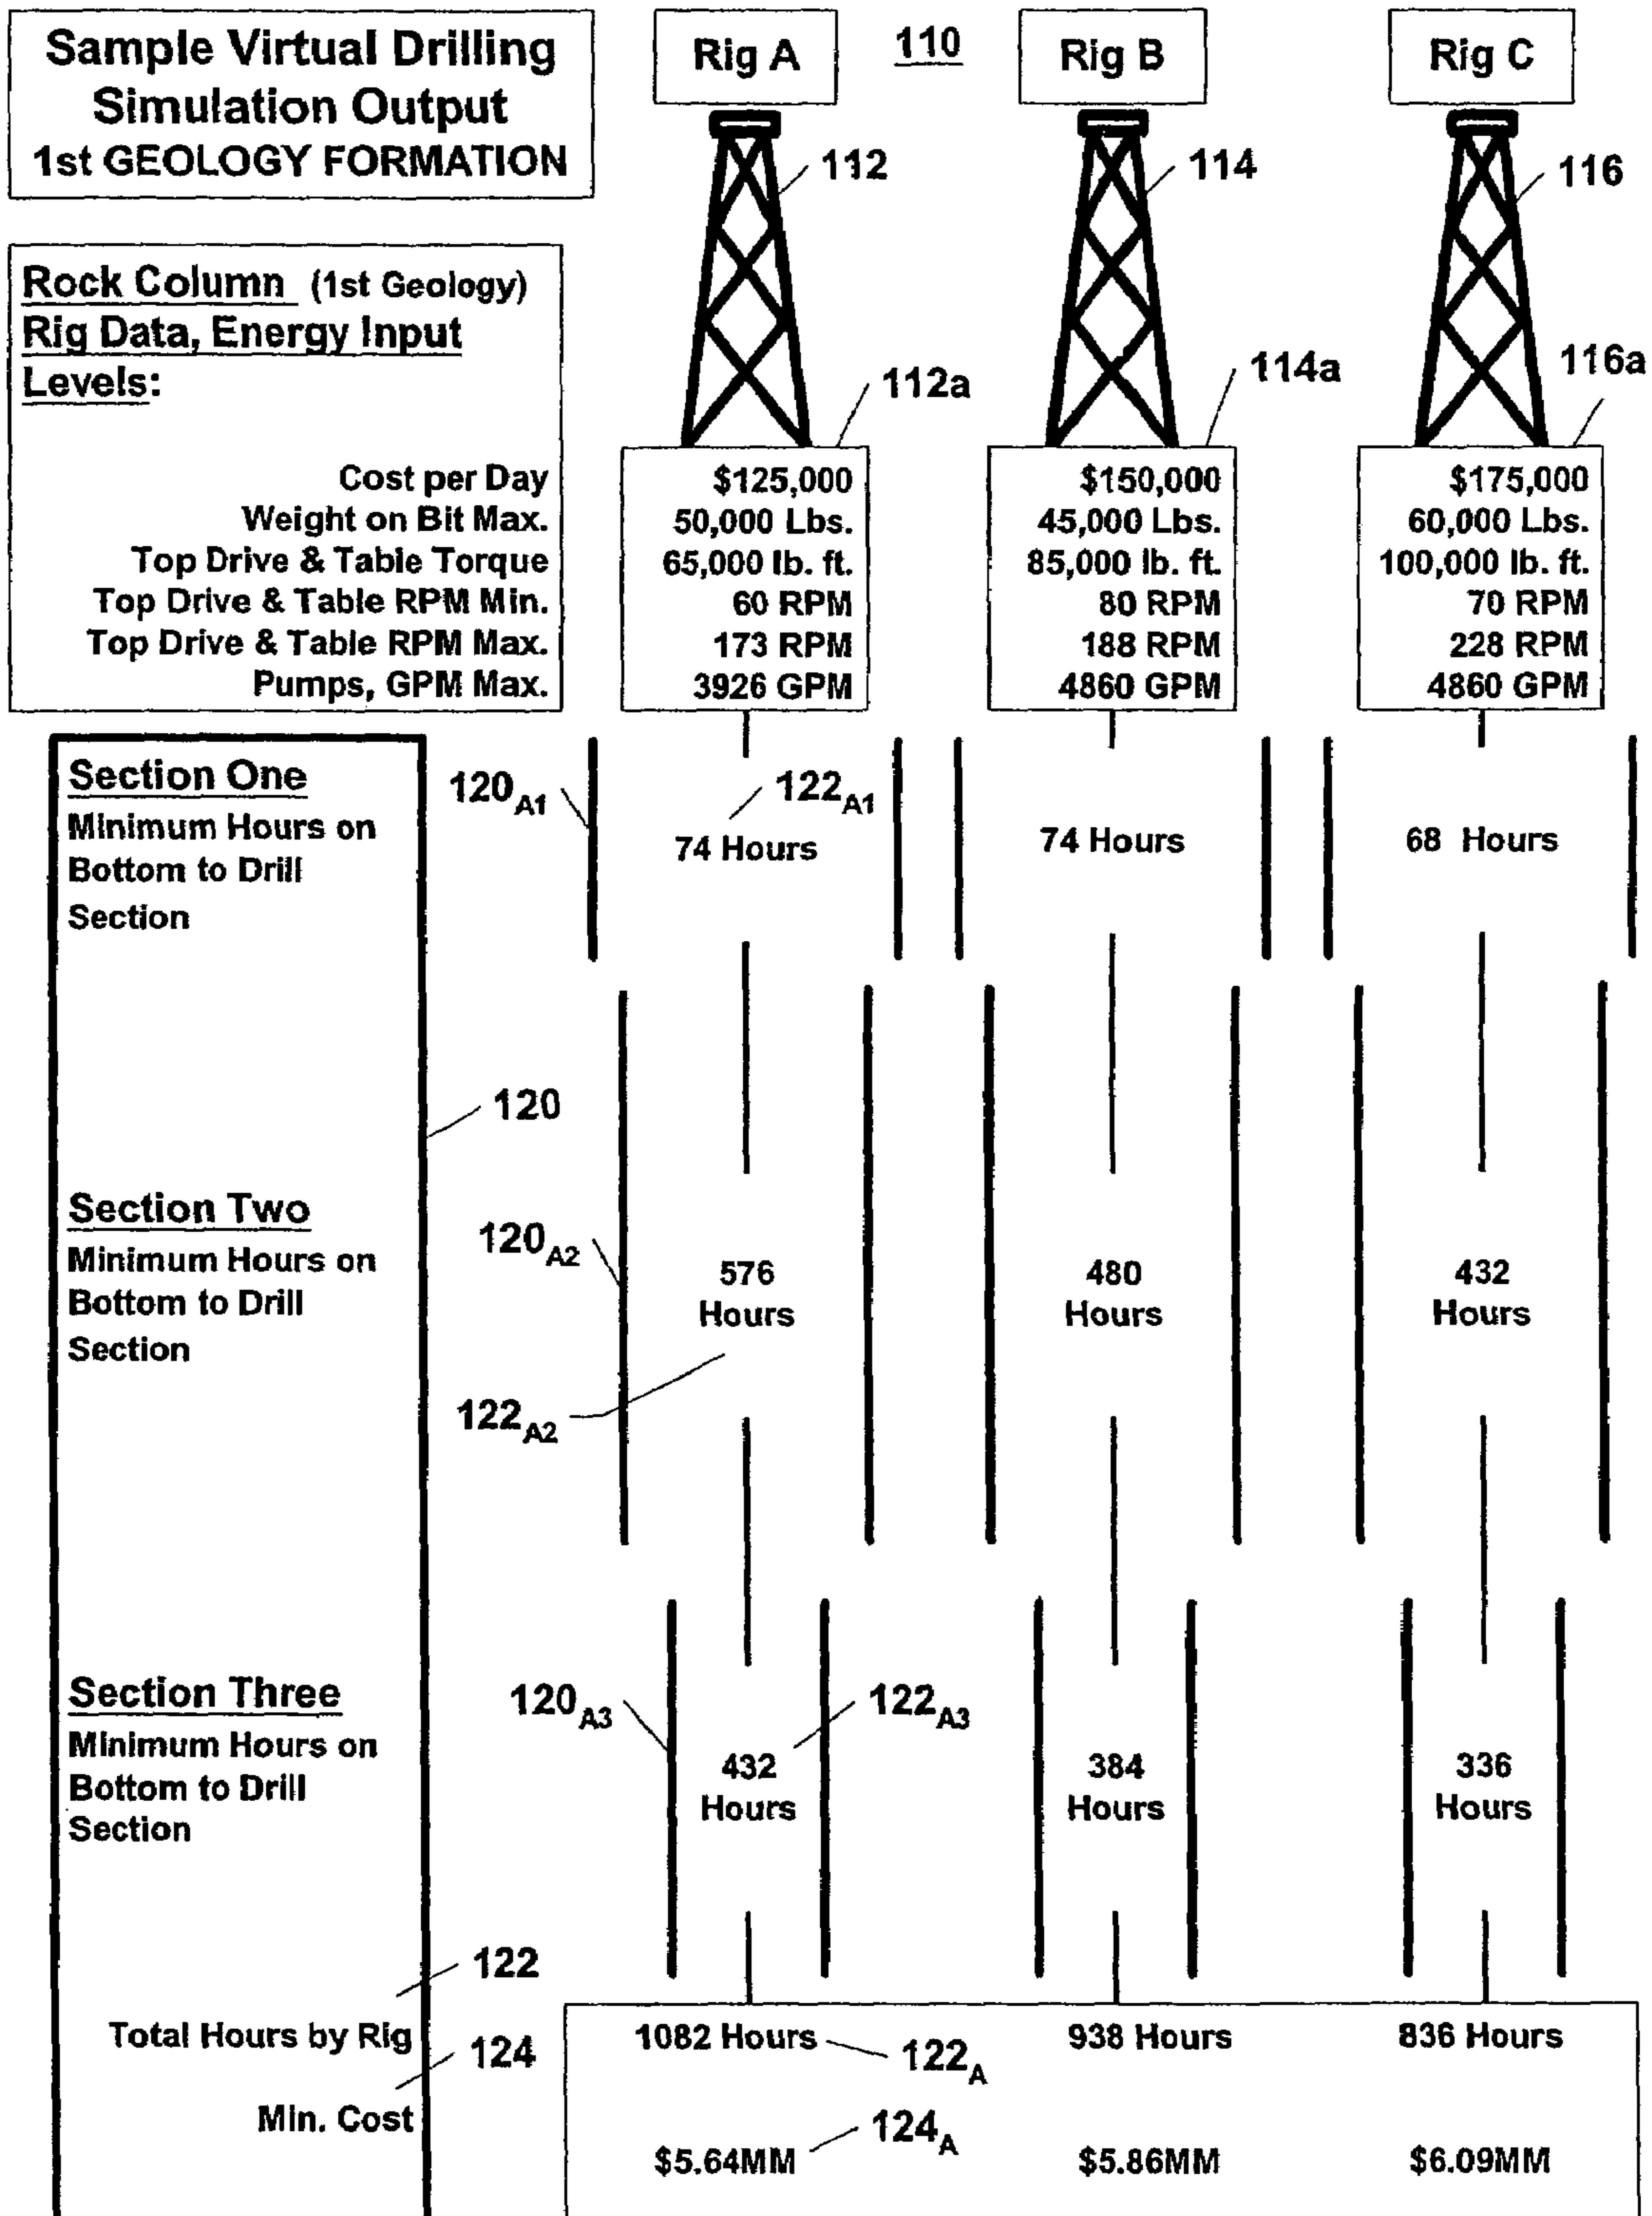 Sample Virtual Drilling
Simulation Output
1st GEOLOGY FORMATION
Rig A
110
Rig B
Rig C
112
114
116
Rock Column (1st Geology)
Rig Data, Energy Input
Levels:
112a
114a
116a
Cost per Day $125,000 $150,000 $175,000
Weight on Bit Max. 50,000 Lbs. 45,000 Lbs. 60,000 Lbs.
Top Drive & Table Torque 65,000 lb. ft. 85,000 lb. ft. 100,000 lb. ft.
Top Drive & Table RPM Min. 60 RPM 80 RPM 70 RPM
Top Drive & Table RPM Max. 173 RPM 188 RPM 228 RPM
Pumps, GPM Max. 3926 GPM 4860 GPM 4860 GPM
Section One
Minimum Hours on
Bottom to Drill
Section
120A1
122A1
74 Hours
74 Hours
68 Hours
120
Section Two
Minimum Hours on
Bottom to Drill
Section
120A2
576
Hours
480
Hours
432
Hours
122A2
Section Three
Minimum Hours on
Bottom to Drill
Section
120A3
122A3
432
Hours
384
Hours
336
Hours
122
Total Hours by Rig 1082 Hours 938 Hours 836 Hours
122A
124
Min. Cost
124A
$5.64MM $5.86MM $6.09MM